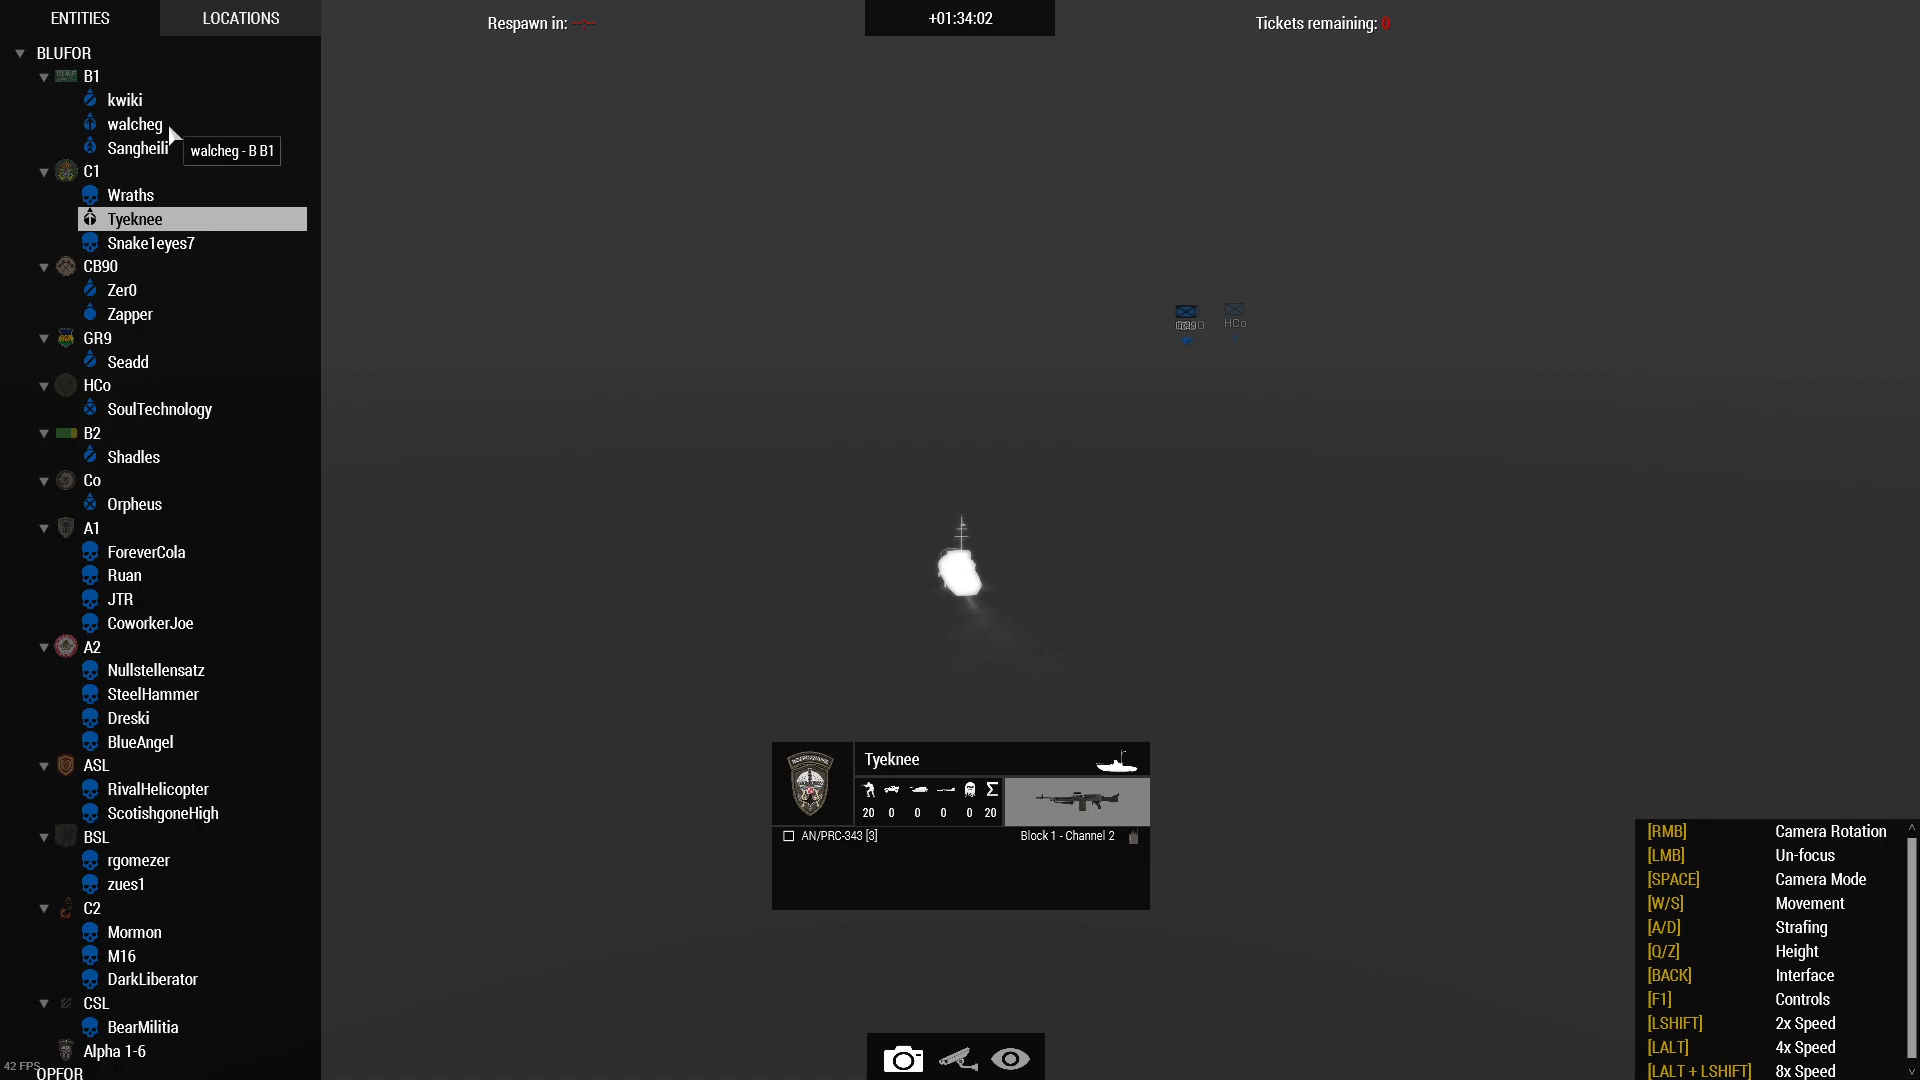 ENTITIES
LOCATIONS
Respawn in: --:--
+01:34:02
Tickets remaining: 0
BLUFOR
B1
kwiki
walcheg
Sangheili
walcheg - B B1
C1
Wraths
Tyeknee
Snake1eyes7
CB90
Zer0
Zapper
GR9
Seadd
HCo
SoulTechnology
B2
Shadles
Co
Orpheus
A1
ForeverCola
Ruan
JTR
CoworkerJoe
A2
Nullstellensatz
SteelHammer
Dreski
BlueAngel
ASL
RivalHelicopter
ScotishgoneHigh
BSL
rgomezer
zues1
C2
Mormon
M16
DarkLiberator
CSL
BearMilitia
Alpha 1-6
OPFOR
42 FPS
HCo
Tyeknee
20 0 0 0 0 20
AN/PRC-343 [3]
Block 1 - Channel 2
[RMB] Camera Rotation
[LMB] Un-focus
[SPACE] Camera Mode
[W/S] Movement
[A/D] Strafing
[Q/Z] Height
[BACK] Interface
[F1] Controls
[LSHIFT] 2x Speed
[LALT] 4x Speed
[LALT + LSHIFT] 8x Speed